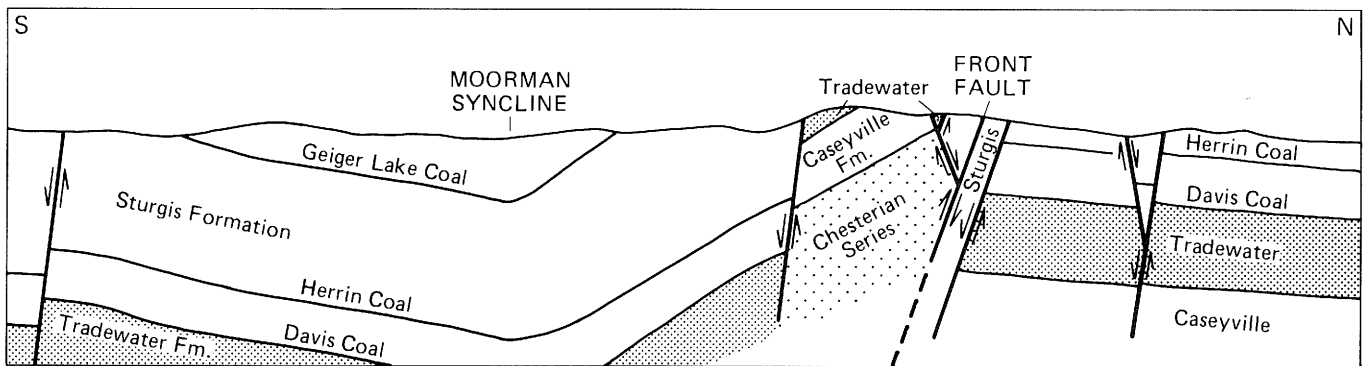 S
N
MOORMAN
SYNCLINE
Tradewater
FRONT
FAULT
Geiger Lake Coal
Caseyville
Fm.
Sturgis
Herrin Coal
Sturgis Formation
Chesterian
Series
Davis Coal
Tradewater
Herrin Coal
Davis Coal
Tradewater Fm.
Caseyville